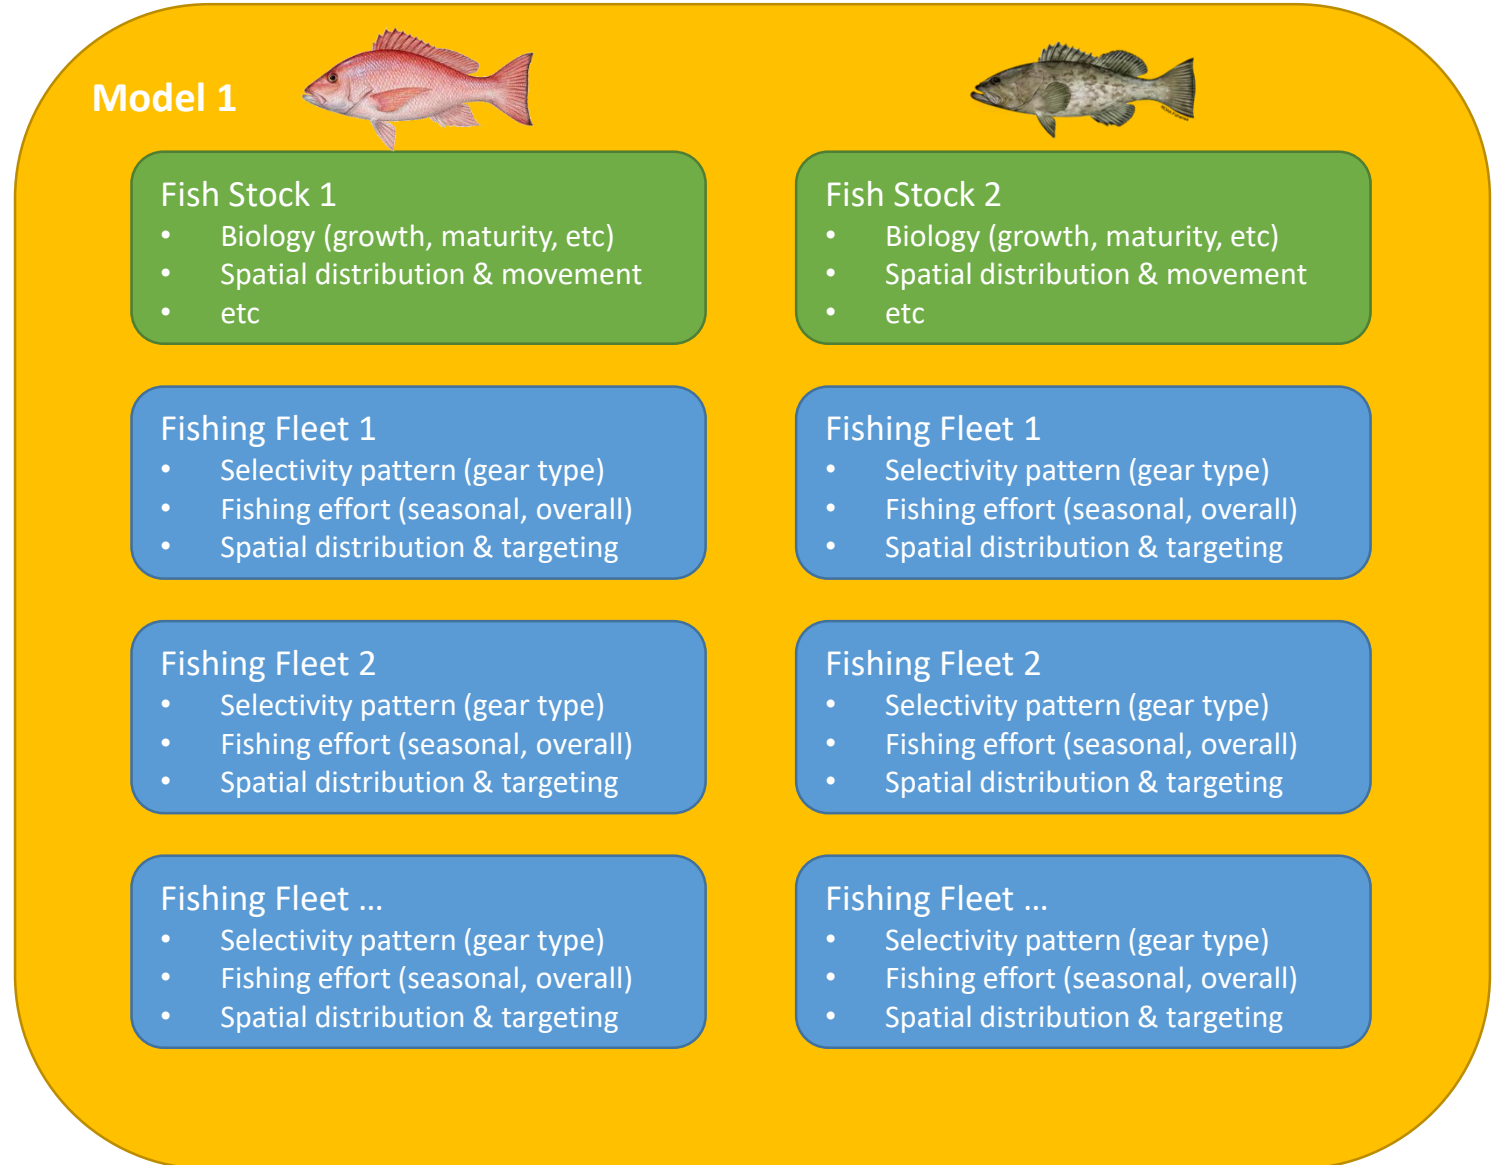 Model 1
Fish Stock 1
• Biology (growth, maturity, etc)
• Spatial distribution & movement
• etc
Fishing Fleet 1
• Selectivity pattern (gear type)
• Fishing effort (seasonal, overall)
• Spatial distribution & targeting
Fishing Fleet 2
• Selectivity pattern (gear type)
• Fishing effort (seasonal, overall)
• Spatial distribution & targeting
Fishing Fleet ...
• Selectivity pattern (gear type)
• Fishing effort (seasonal, overall)
• Spatial distribution & targeting
Fish Stock 2
• Biology (growth, maturity, etc)
• Spatial distribution & movement
• etc
Fishing Fleet 1
• Selectivity pattern (gear type)
• Fishing effort (seasonal, overall)
• Spatial distribution & targeting
Fishing Fleet 2
• Selectivity pattern (gear type)
• Fishing effort (seasonal, overall)
• Spatial distribution & targeting
Fishing Fleet ...
• Selectivity pattern (gear type)
• Fishing effort (seasonal, overall)
• Spatial distribution & targeting